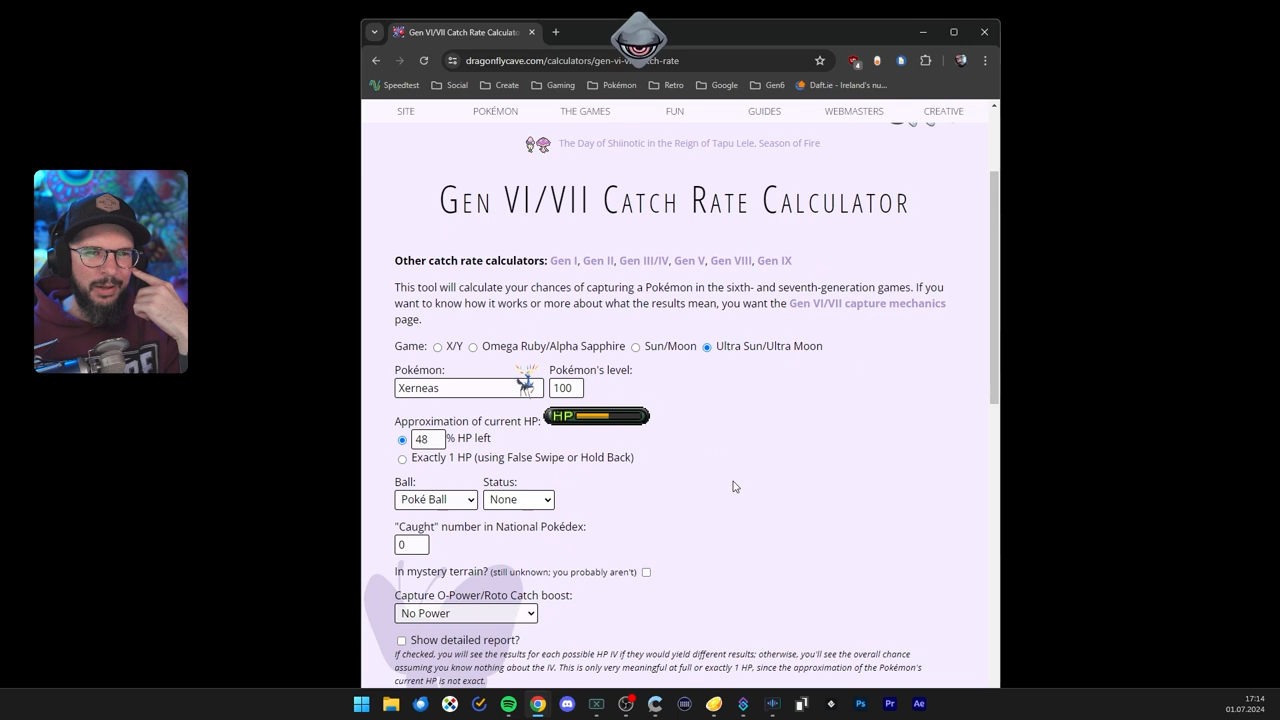 Gen VI/VII Catch Rate Calculato
dragonflycave.com/calculators/gen-vi-v
ch-rate
4
Speedtest
Social
Create
Gaming
Pokémon
Retro
Google
Gen6
Daft.ie - Ireland's nu...
SITE
POKÉMON
THE GAMES
FUN
GUIDES
WEBMASTERS
CREATIVE
The Day of Shiinotic in the Reign of Tapu Lele, Season of Fire
Gen VI/VII Catch Rate Calculator
Other catch rate calculators: Gen I, Gen II, Gen III/IV, Gen V, Gen VIII, Gen IX
This tool will calculate your chances of capturing a Pokémon in the sixth- and seventh-generation games. If you
want to know how it works or more about what the results mean, you want the Gen VI/VII capture mechanics
page.
Game: X/Y Omega Ruby/Alpha Sapphire Sun/Moon Ultra Sun/Ultra Moon
Pokémon: Pokémon's level:
Xerneas 100
Approximation of current HP: HP
48 % HP left
Exactly 1 HP (using False Swipe or Hold Back)
Ball: Status:
Poké Ball None
"Caught" number in National Pokédex:
0
In mystery terrain? (still unknown; you probably aren't)
Capture O-Power/Roto Catch boost:
No Power
Show detailed report?
If checked, you will see the results for each possible HP IV if they would yield different results; otherwise, you'll see the overall chance
assuming you know nothing about the IV. This is only very meaningful at full or exactly 1 HP, since the approximation of the Pokémon's
current HP is not exact.
Ps
Pr
Ae
17:14
01.07.2024